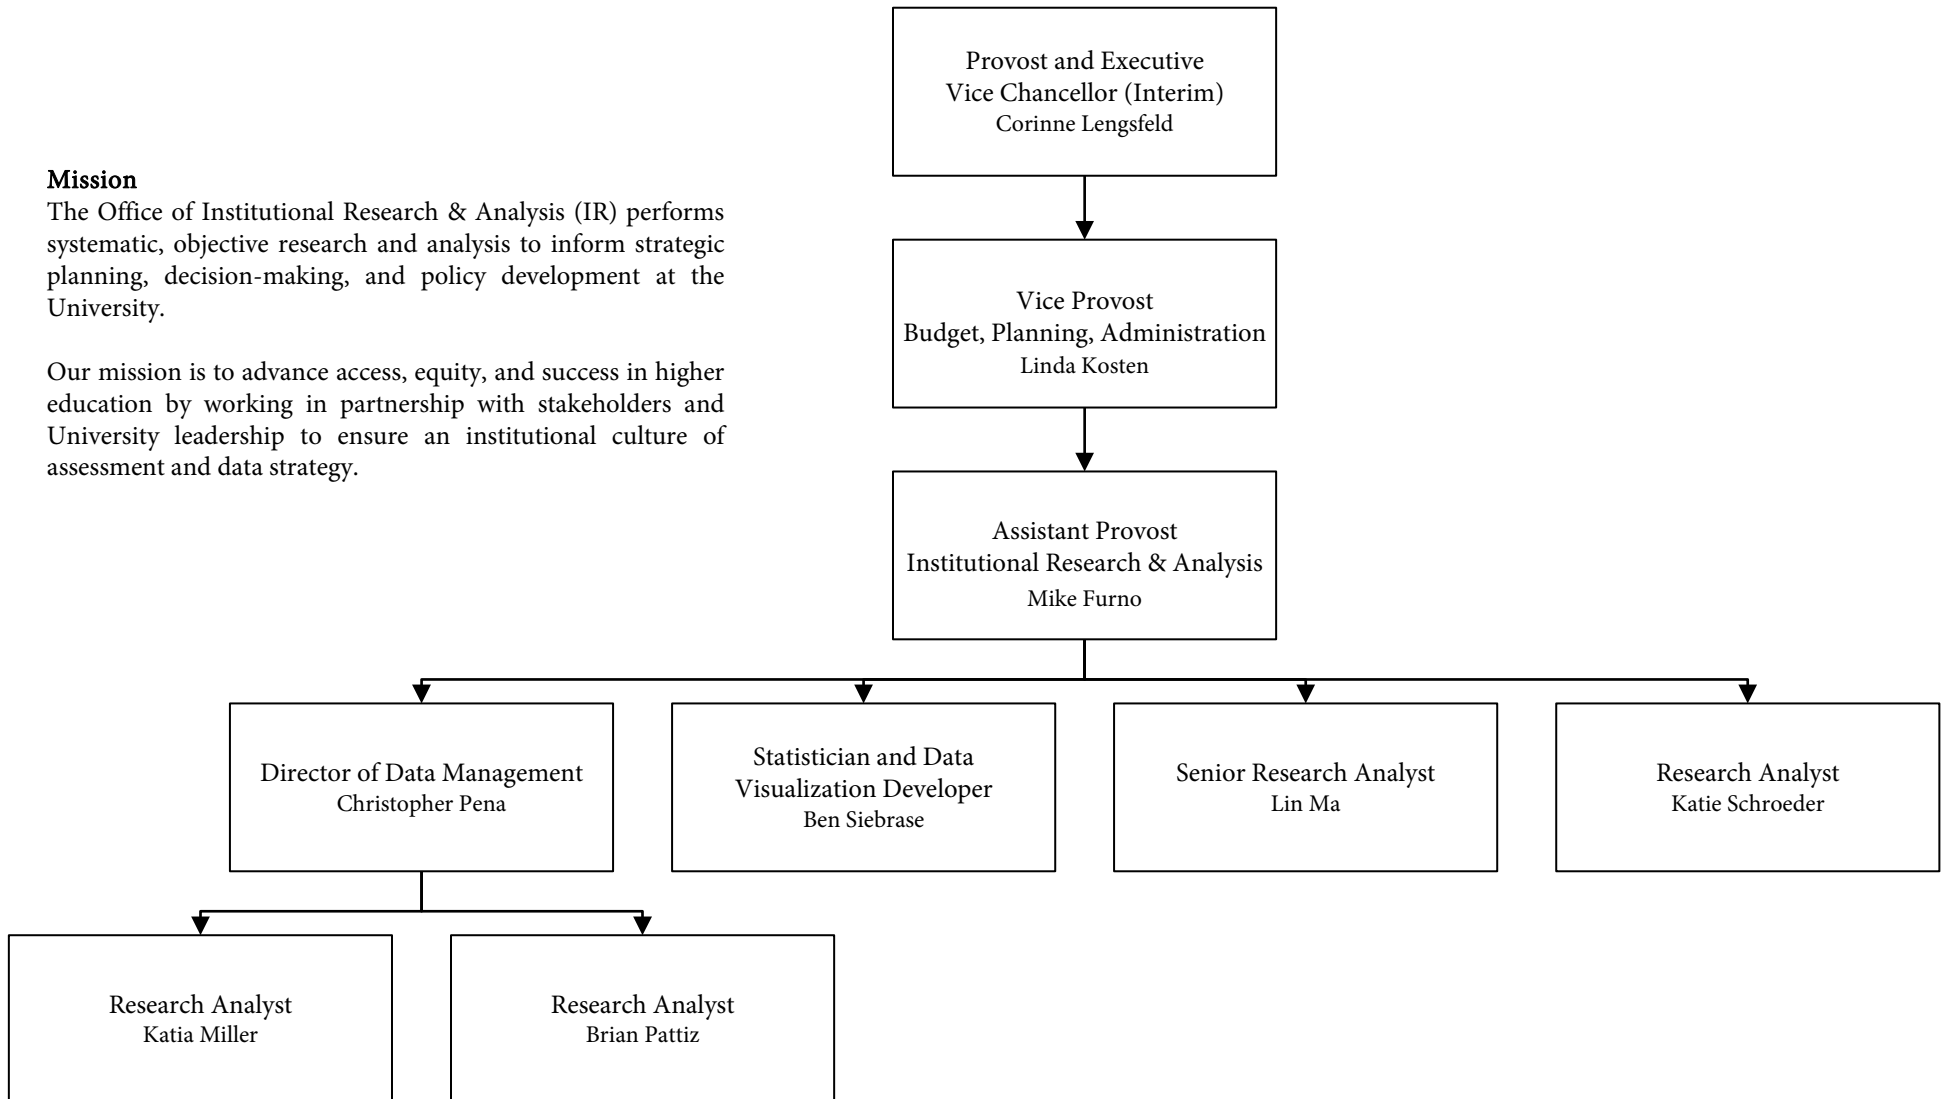 Provost and Executive
Vice Chancellor (Interim)
Corinne Lengsfeld
Mission
The Office of Institutional Research & Analysis (IR) performs
systematic, objective research and analysis to inform strategic
planning, decision-making, and policy development at the
University.
Our mission is to advance access, equity, and success in higher
education by working in partnership with stakeholders and
University leadership to ensure an institutional culture of
assessment and data strategy.
Vice Provost
Budget, Planning, Administration
Linda Kosten
Assistant Provost
Institutional Research & Analysis
Mike Furno
Director of Data Management
Christopher Pena
Statistician and Data
Visualization Developer
Ben Siebrase
Senior Research Analyst
Lin Ma
Research Analyst
Katie Schroeder
Research Analyst
Katia Miller
Research Analyst
Brian Pattiz